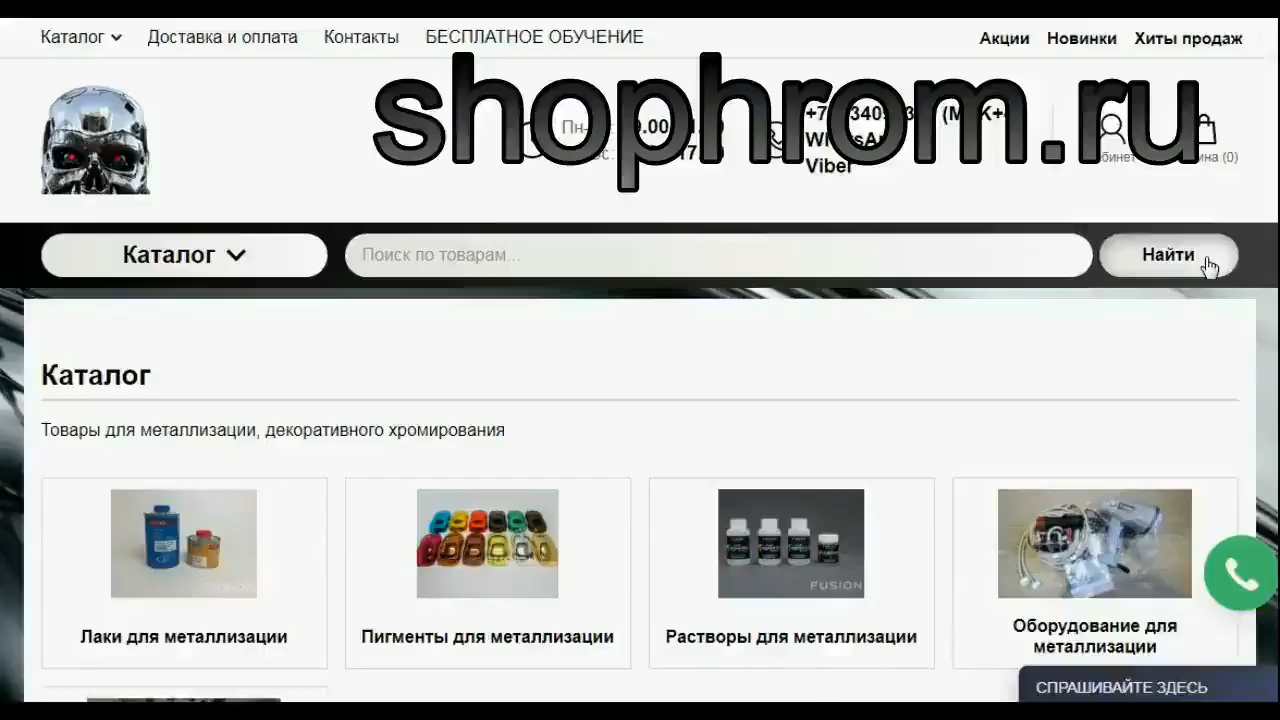 Каталог Доставка и оплата Контакты БЕСПЛАТНОЕ ОБУЧЕНИЕ Акции Новинки Хиты продаж
shophrom.ru
Viber
(0)
Каталог Поиск по товарам... Найти
Каталог
Товары для металлизации, декоративного хромирования
FUSION FUSION
Лаки для металлизации Пигменты для металлизации Растворы для металлизации Оборудование для металлизации
СПРАШИВАЙТЕ ЗДЕСЬ